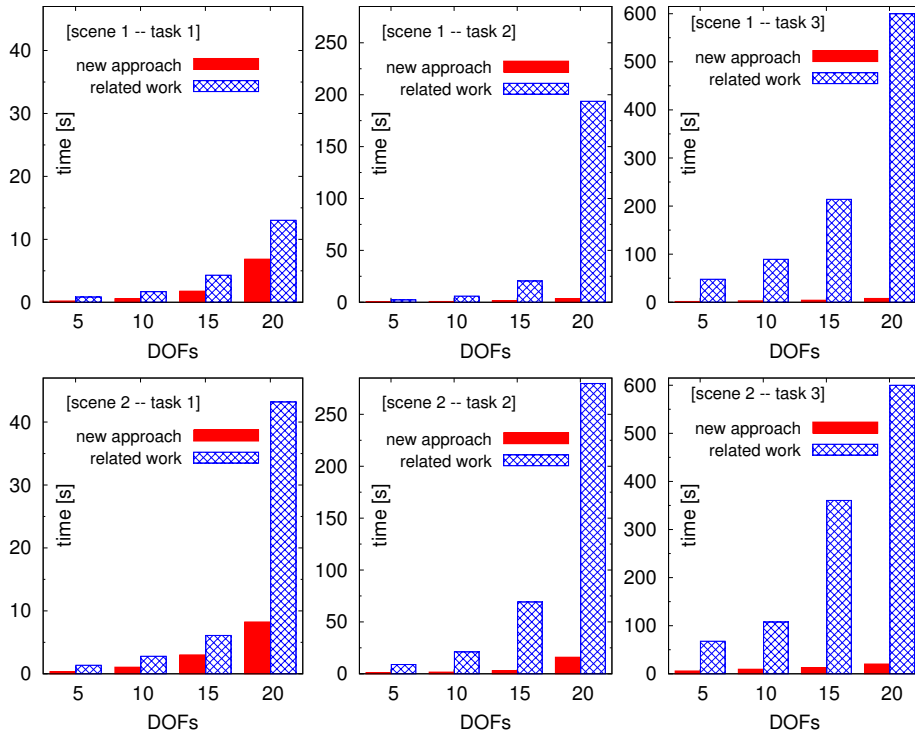 [scene 1 -- task 1]
new approach
related work
time [s]
40
30
20
10
0
5 10 15 20
DOFs
[scene 1 -- task 2]
new approach
related work
time [s]
250
200
150
100
50
0
5 10 15 20
DOFs
[scene 1 -- task 3]
new approach
related work
time [s]
600
500
400
300
200
100
0
5 10 15 20
DOFs
[scene 2 -- task 1]
new approach
related work
time [s]
40
30
20
10
0
5 10 15 20
DOFs
[scene 2 -- task 2]
new approach
related work
time [s]
250
200
150
100
50
0
5 10 15 20
DOFs
[scene 2 -- task 3]
new approach
related work
time [s]
600
500
400
300
200
100
0
5 10 15 20
DOFs